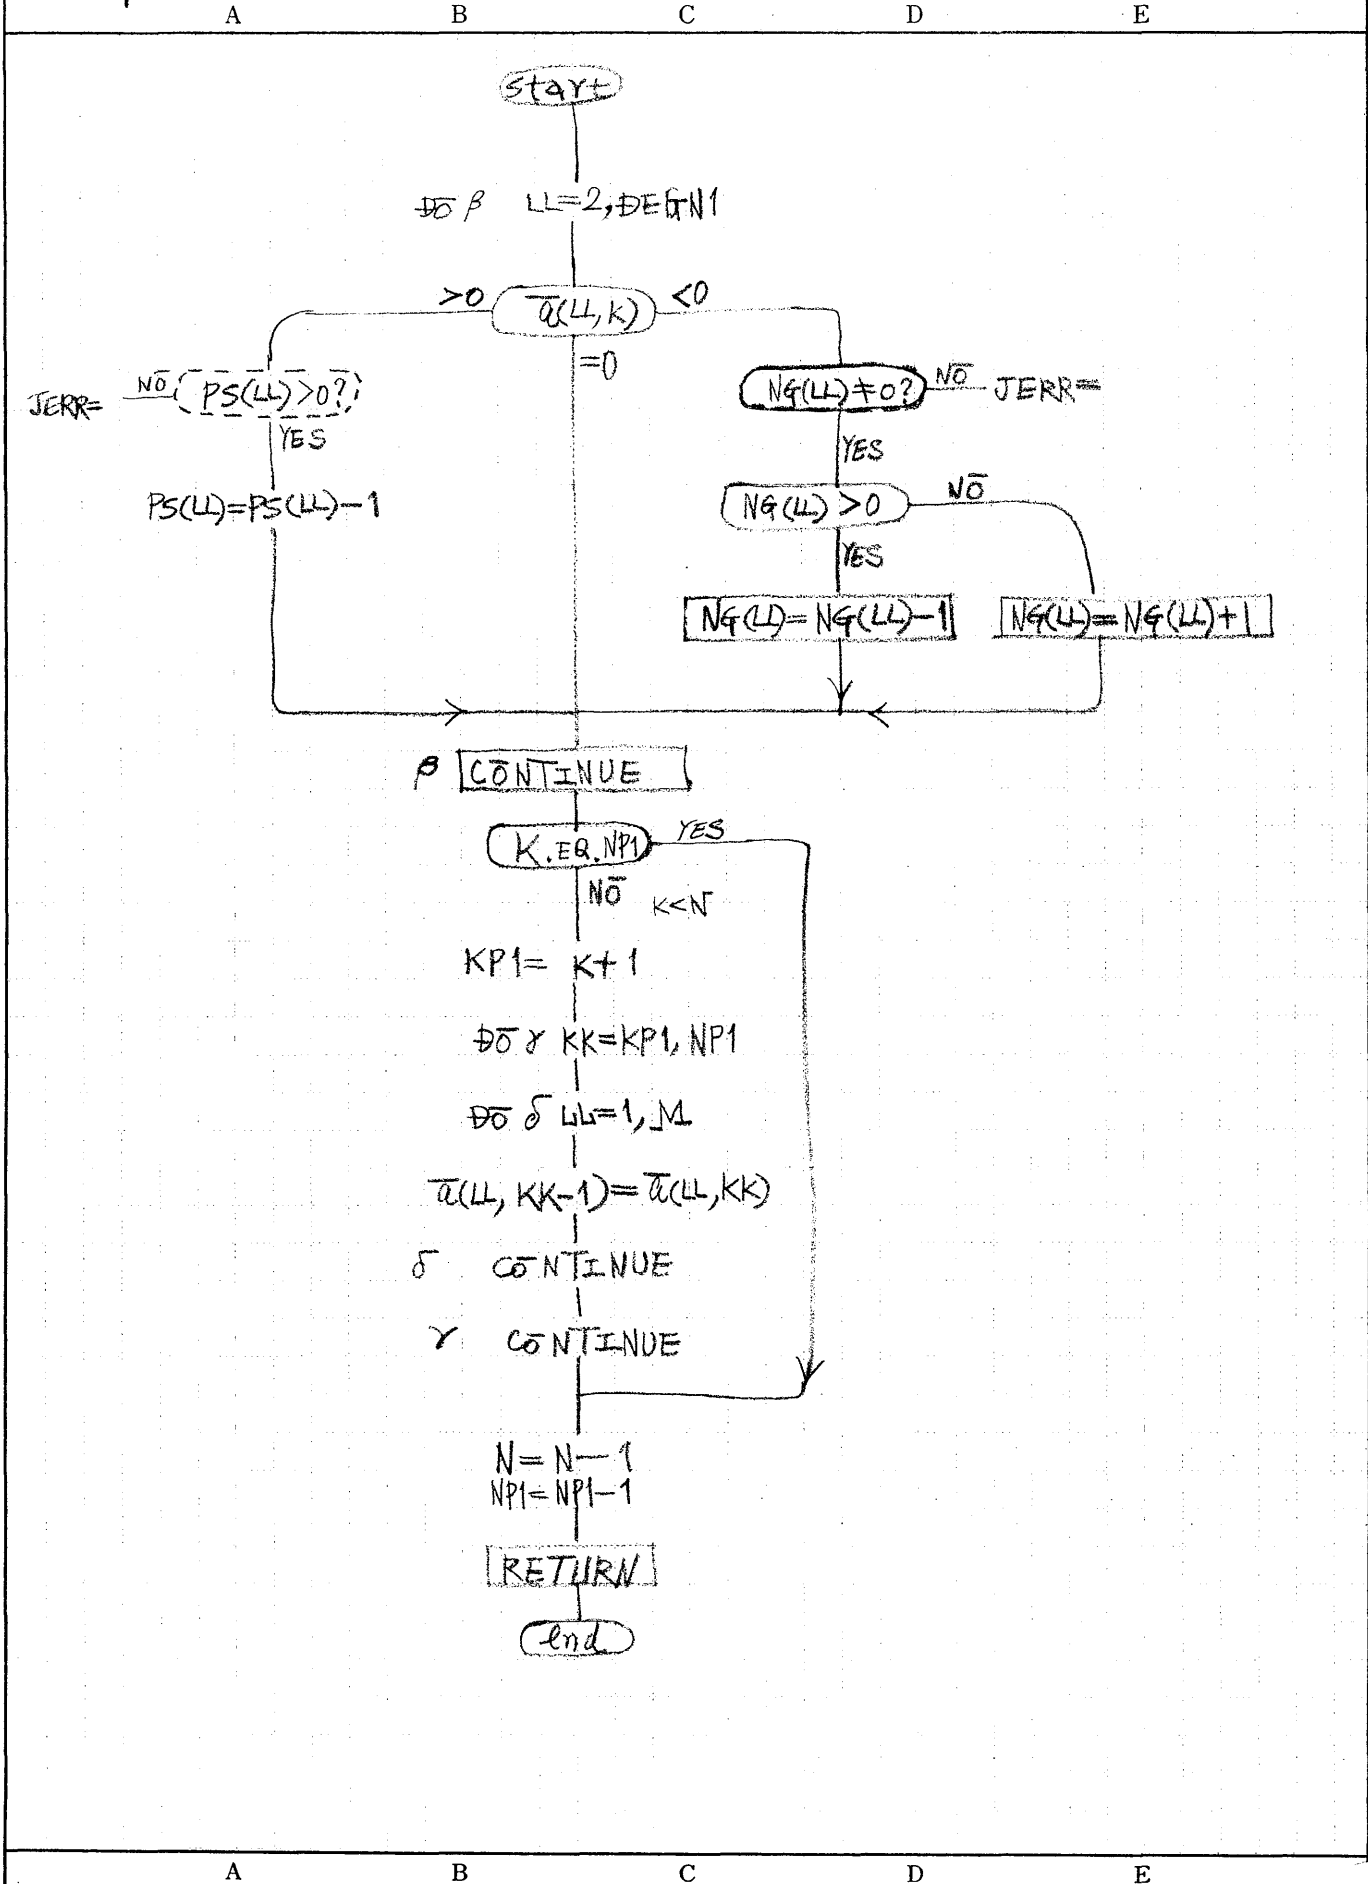 A B C D E
start
DO β LL=2, DEGN1
>0 a̅(LL, K) <0
=0
JERR= NO PS(LL)>0?
YES
NG(LL)≠0? NO JERR=
YES
PS(LL)=PS(LL)-1
NG(LL)>0 NO
YES
NG(LL)=NG(LL)-1 NG(LL)=NG(LL)+1
β CONTINUE
K.EQ.NP1 YES
NO K<N
KP1= K+1
DO γ KK=KP1, NP1
DO δ LL=1, M
a̅(LL, KK-1)=a̅(LL, KK)
δ CONTINUE
γ CONTINUE
N=N-1
NP1=NP1-1
RETURN
end
A B C D E